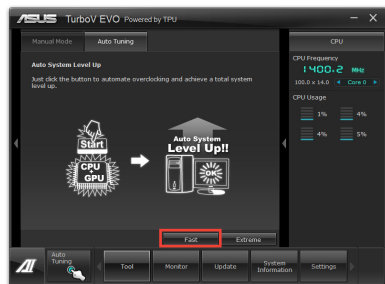 ASUS TurboV EVO Powered by TPU
Manual Mode
Auto Tuning
CPU
Auto System Level Up
Just click the button to automate overclocking and achieve a total system
level up.
CPU Frequency
1400.2 MHz
100.0 x 14.0 Core 0
CPU Usage
1% 4%
4% 5%
Start
CPU
+
GPU
Auto System
Level Up!!
OK
Fast
Extreme
AI
Auto
Tuning
Tool
Monitor
Update
System
Information
Settings